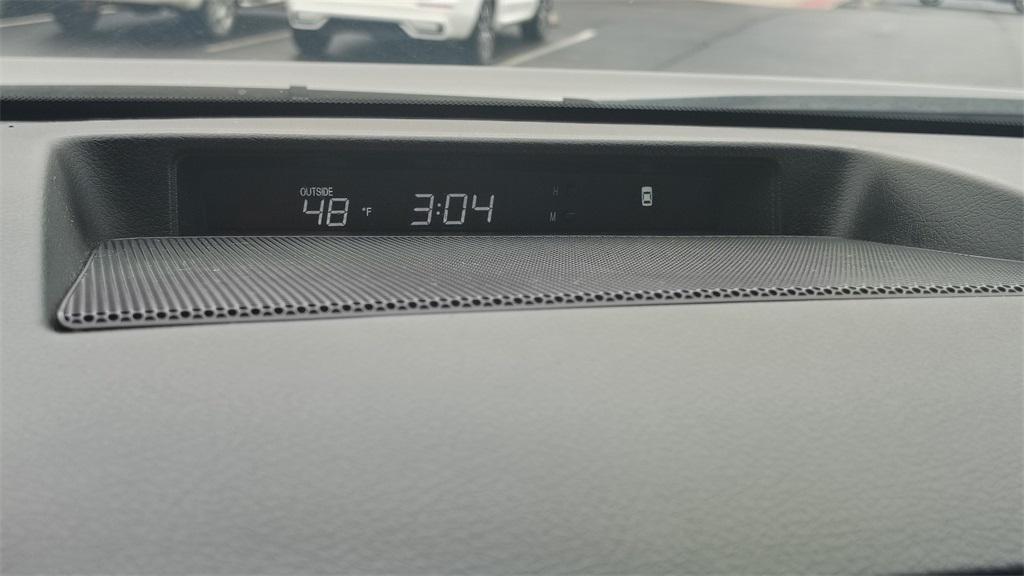 OUTSIDE
48 °F 3:04
H
M